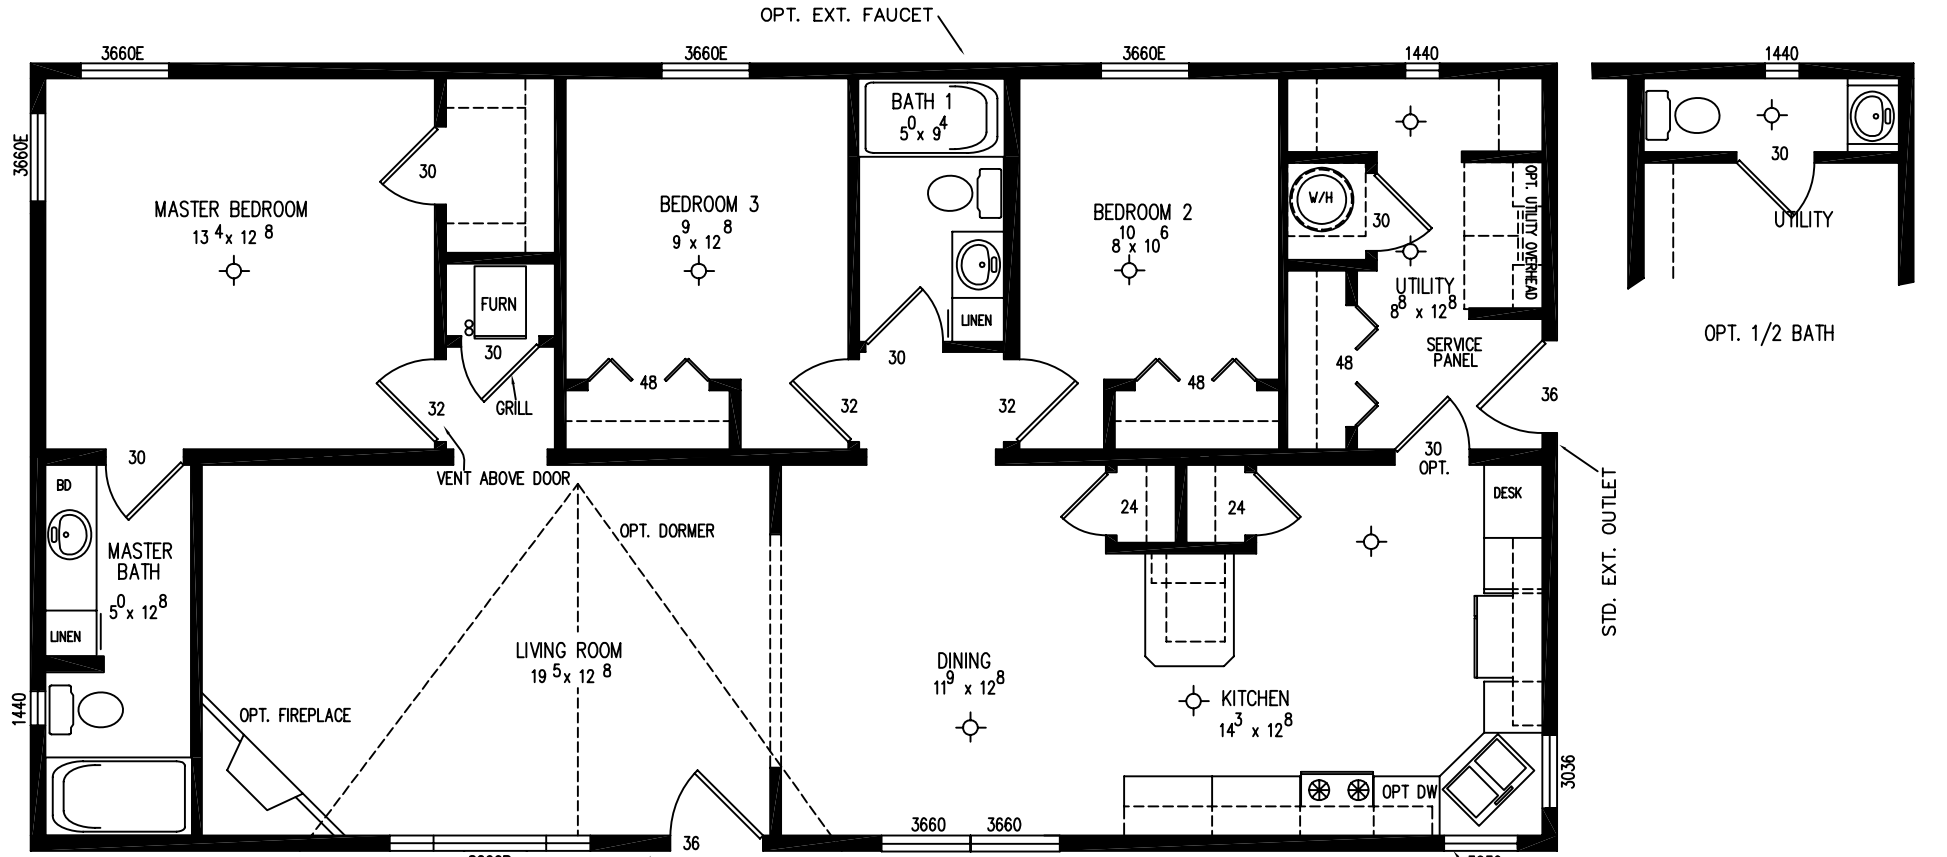 OPT. EXT. FAUCET
3660E
3660E
3660E
1440
1440
3660E
MASTER BEDROOM
13 4 x 12 8
30
FURN
8
30
GRILL
32
BEDROOM 3
9 9 x 12 8
48
BATH 1
5 0 x 9 4
LINEN
30
32
32
BEDROOM 2
8 10 x 10 6
48
W/H
30
UTILITY
8 8 x 12 8
OPT. UTILITY OVERHEAD
SERVICE
PANEL
48
36
30
OPT.
30
UTILITY
OPT. 1/2 BATH
STD. EXT. OUTLET
30
BD
MASTER
BATH
5 0 x 12 8
LINEN
1440
VENT ABOVE DOOR
OPT. DORMER
LIVING ROOM
19 5 x 12 8
OPT. FIREPLACE
36
DINING
11 9 x 12 8
3660
3660
24
24
DESK
KITCHEN
14 3 x 12 8
OPT DW
3036